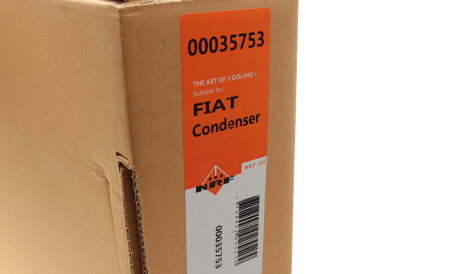 00035753
THE ART OF COOLING >
Suitable for:
FIAT
Condenser
NRF.EU
NRF
00035753